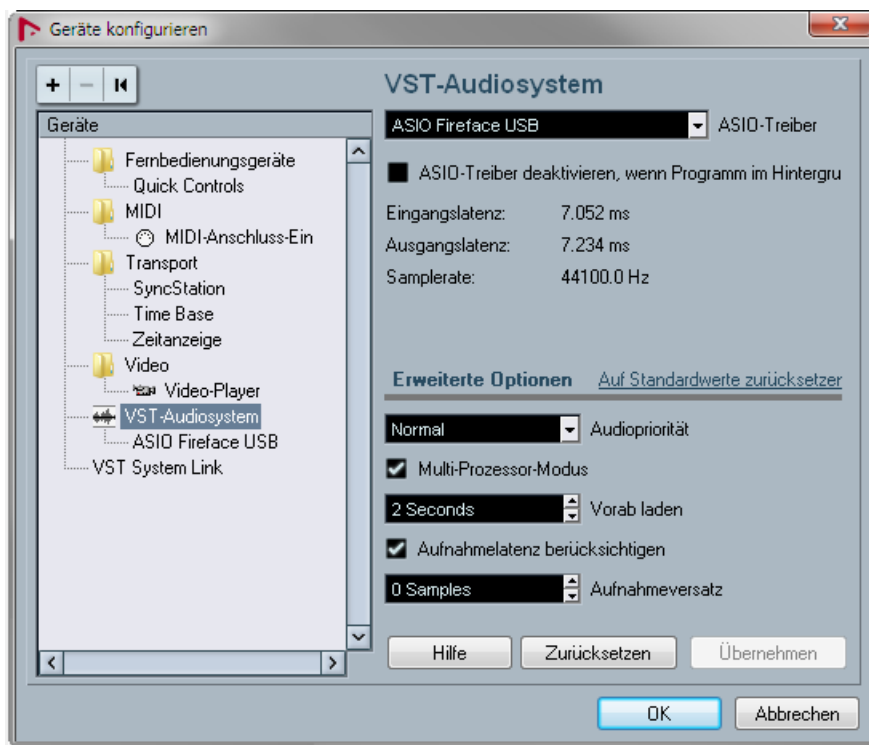 Geräte konfigurieren
Geräte
Fernbedienungsgeräte
Quick Controls
MIDI
MIDI-Anschluss-Ein
Transport
SyncStation
Time Base
Zeitanzeige
Video
Video-Player
VST-Audiosystem
ASIO Fireface USB
VST System Link
VST-Audiosystem
ASIO Fireface USB ASIO-Treiber
ASIO-Treiber deaktivieren, wenn Programm im Hintergru
Eingangslatenz: 7.052 ms
Ausgangslatenz: 7.234 ms
Samplerate: 44100.0 Hz
Erweiterte Optionen Auf Standardwerte zurücksetzer
Normal Audiopriorität
Multi-Prozessor-Modus
2 Seconds Vorab laden
Aufnahmelatenz berücksichtigen
0 Samples Aufnahmeversatz
Hilfe Zurücksetzen Übernehmen
OK Abbrechen